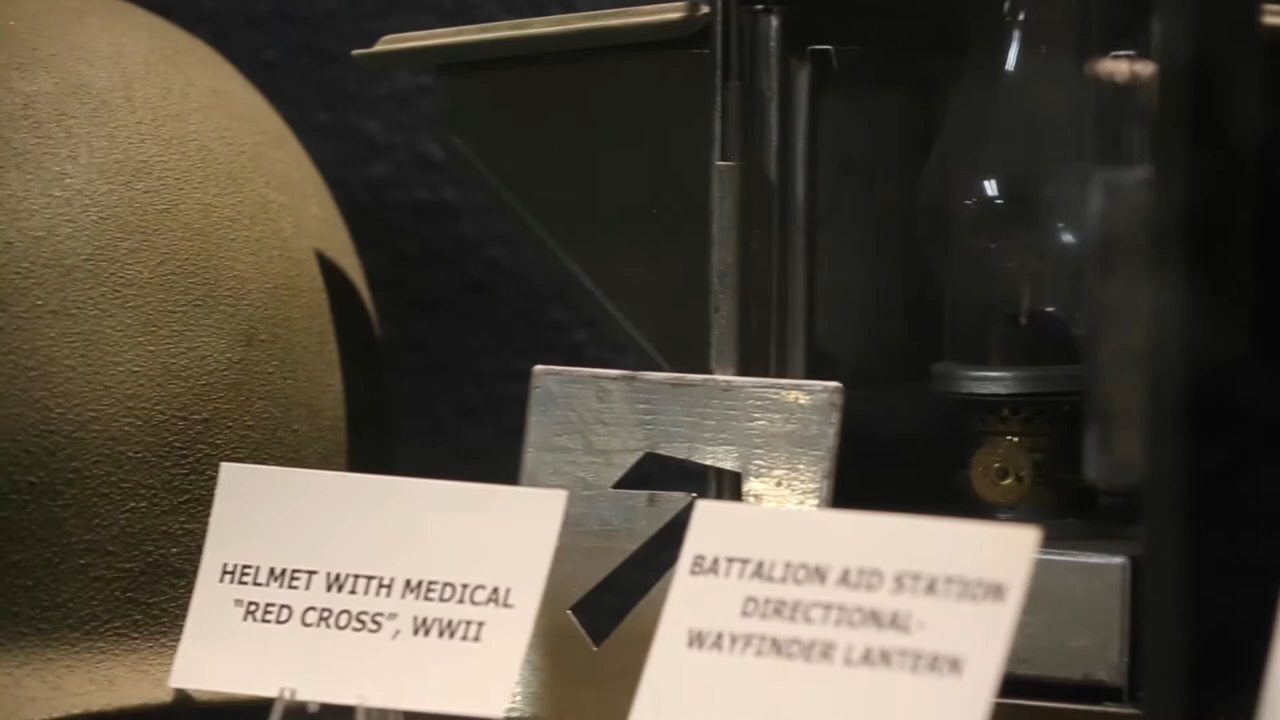 HELMET WITH MEDICAL
"RED CROSS", WWII
BATTALION AID STATION
DIRECTIONAL-
WAYFINDER LANTERN